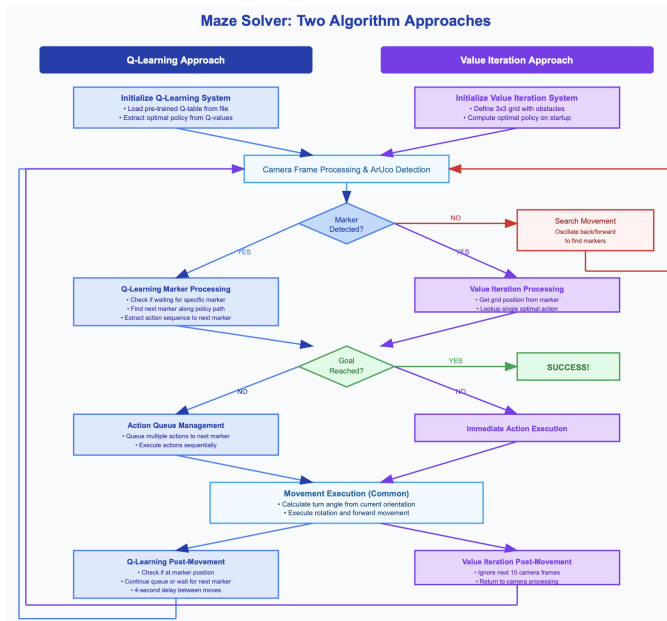 Maze Solver: Two Algorithm Approaches
Q-Learning Approach
Value Iteration Approach
Initialize Q-Learning System
• Load pre-trained Q-table from file
• Extract optimal policy from Q-values
Initialize Value Iteration System
• Define 3x3 grid with obstacles
• Compute optimal policy on startup
Camera Frame Processing & ArUco Detection
Marker
Detected?
NO
Search Movement
Oscillate back/forward
to find markers
YES
YES
Q-Learning Marker Processing
• Check if waiting for specific marker
• Find next marker along policy path
• Extract action sequence to next marker
Value Iteration Processing
• Get grid position from marker
• Lookup single optimal action
Goal
Reached?
YES
SUCCESS!
NO
NO
Action Queue Management
• Queue multiple actions to next marker
• Execute actions sequentially
Immediate Action Execution
Movement Execution (Common)
• Calculate turn angle from current orientation
• Execute rotation and forward movement
Q-Learning Post-Movement
• Check if at marker position
• Continue queue or wait for next marker
• 4-second delay between moves
Value Iteration Post-Movement
• Ignore next 10 camera frames
• Return to camera processing